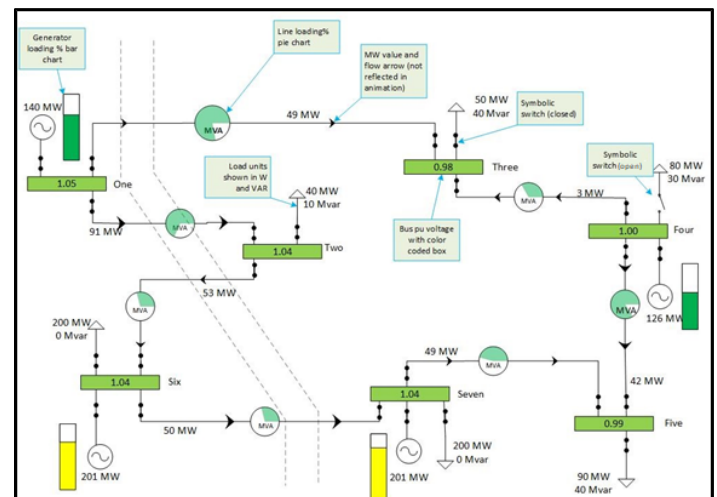 Generator
loading % bar
chart
Line loading%
pie chart
MW value and
flow arrow (not
reflected in
animation)
140 MW
MVA
49 MW
50 MW
40 Mvar
Symbolic
switch (closed)
Symbolic
switch (open)
80 MW
30 Mvar
0.98
Three
1.05
One
Load units
shown in W
and VAR
40 MW
10 Mvar
MVA
3 MW
91 MW
MVA
1.04
Two
Bus pu voltage
with color
coded box
1.00
Four
53 MW
MVA
200 MW
0 Mvar
MVA
126 MW
49 MW
MVA
1.04
Six
1.04
Seven
42 MW
50 MW
MVA
0.99
Five
201 MW
201 MW
200 MW
0 Mvar
90 MW
40 Mvar